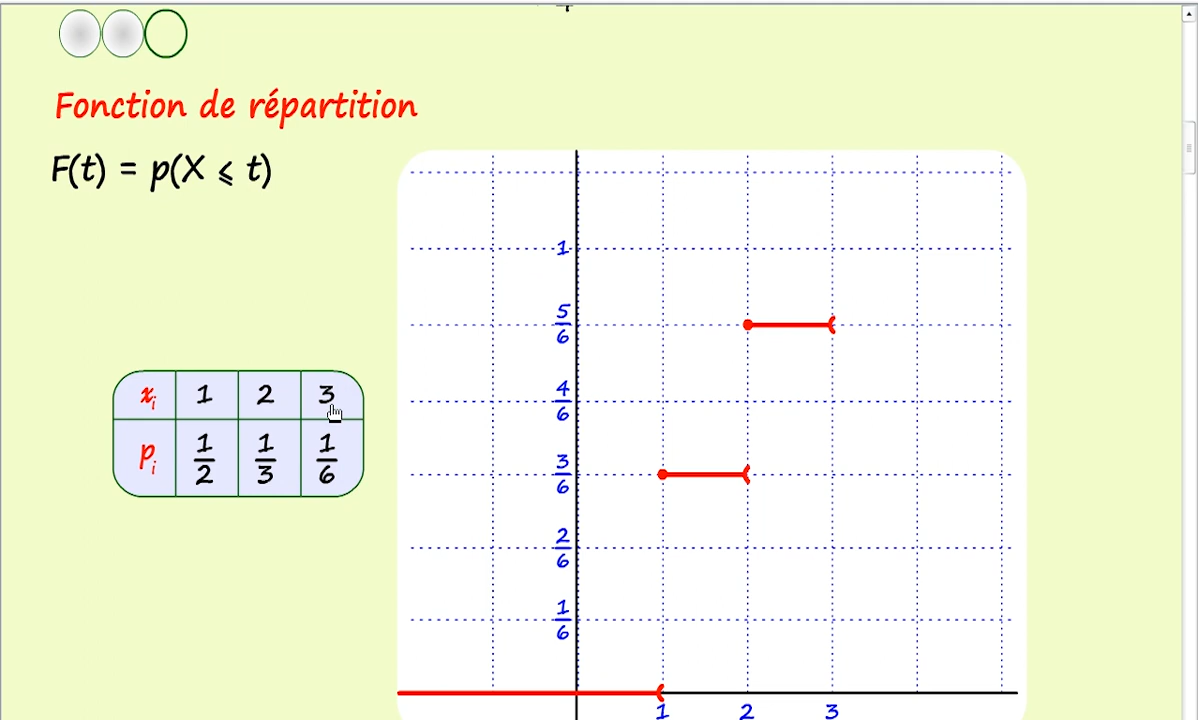 Fonction de répartition
F(t) = p(X ⩽ t)
1
5/6
4/6
3/6
2/6
1/6
1 2 3
xi 1 2 3
pi 1/2 1/3 1/6